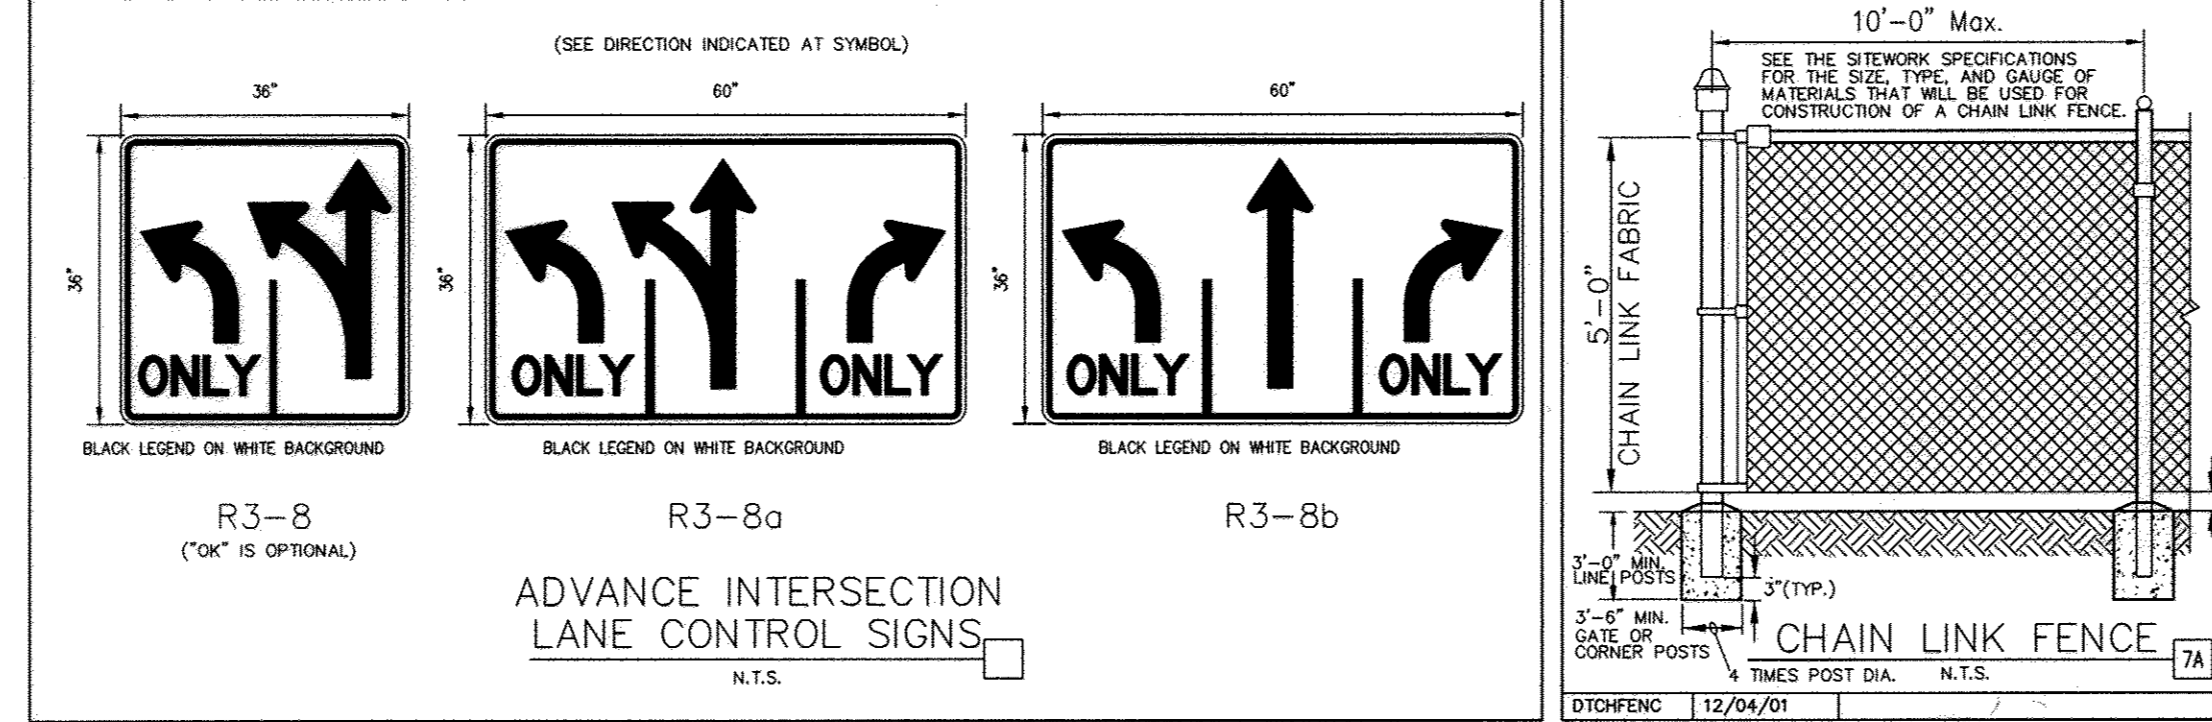 (SEE DIRECTION INDICATED AT SYMBOL)
36"
60"
60"
36"
36"
36"
ONLY
ONLY
ONLY
ONLY
ONLY
BLACK LEGEND ON WHITE BACKGROUND
BLACK LEGEND ON WHITE BACKGROUND
BLACK LEGEND ON WHITE BACKGROUND
R3-8
R3-8a
R3-8b
("OK" IS OPTIONAL)
ADVANCE INTERSECTION
LANE CONTROL SIGNS
N.T.S.
10'-0" Max.
SEE THE SITEWORK SPECIFICATIONS
FOR THE SIZE, TYPE, AND GAUGE OF
MATERIALS THAT WILL BE USED FOR
CONSTRUCTION OF A CHAIN LINK FENCE.
5'-0"
CHAIN LINK FABRIC
3'-0" MIN.
LINE POSTS
3"(TYP.)
3'-6" MIN.
GATE OR
CORNER POSTS
4 TIMES POST DIA.
CHAIN LINK FENCE
7A
N.T.S.
DTCHFENC
12/04/01